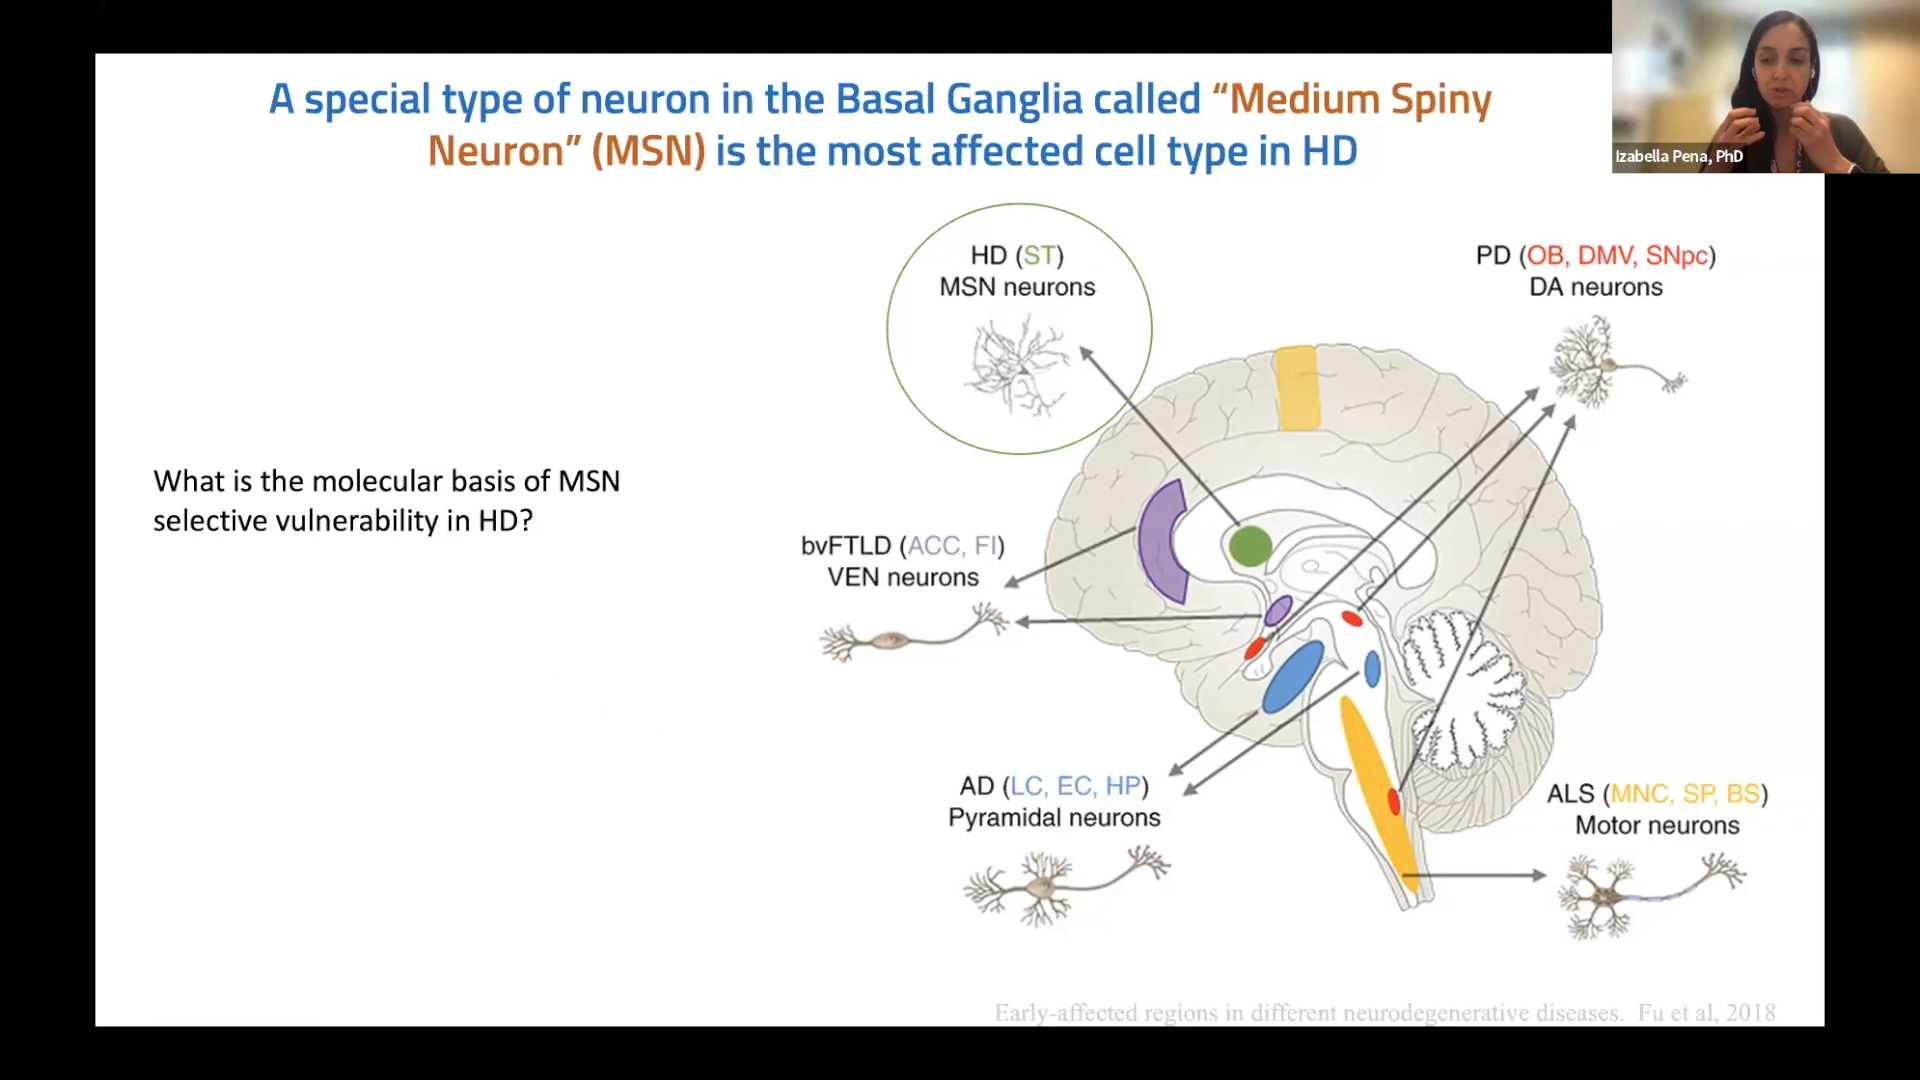 A special type of neuron in the Basal Ganglia called “Medium Spiny
Neuron” (MSN) is the most affected cell type in HD
Izabella Pena, PhD
HD (ST)
MSN neurons
PD (OB, DMV, SNpc)
DA neurons
What is the molecular basis of MSN
selective vulnerability in HD?
bvFTLD (ACC, FI)
VEN neurons
AD (LC, EC, HP)
Pyramidal neurons
ALS (MNC, SP, BS)
Motor neurons
Early-affected regions in different neurodegenerative diseases. Fu et al, 2018